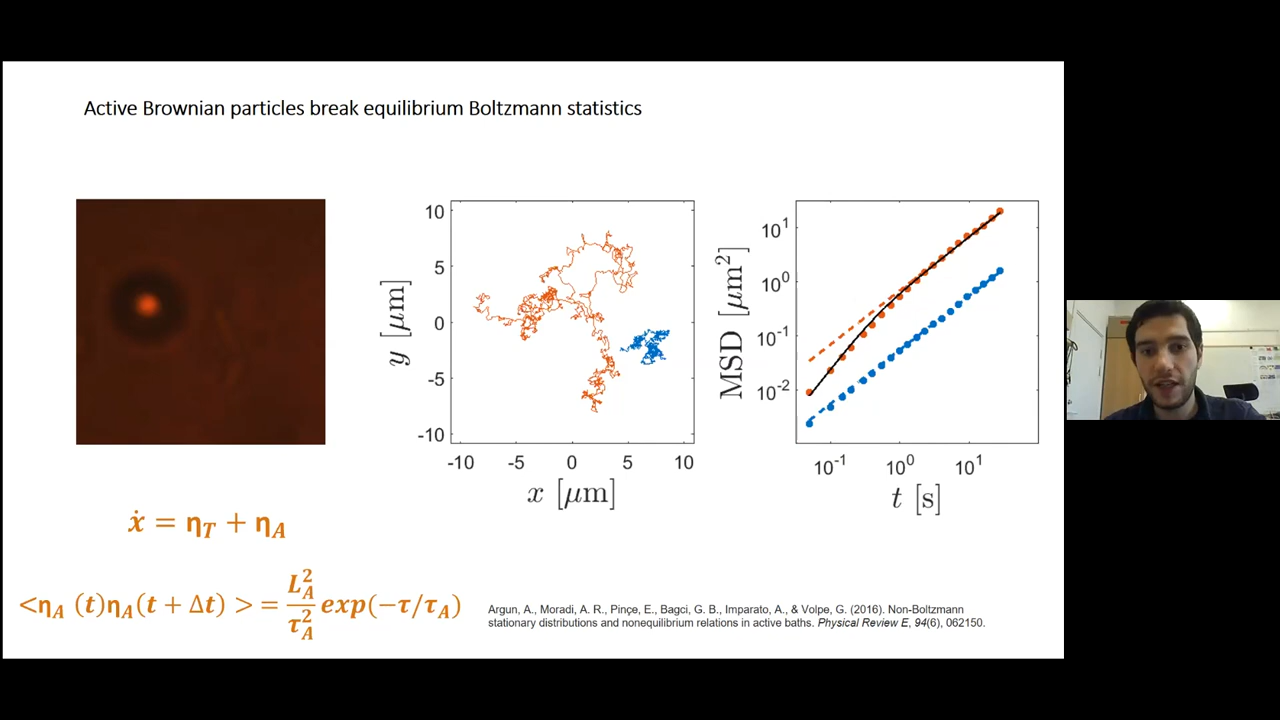 Active Brownian particles break equilibrium Boltzmann statistics
10
5
0
-5
-10
y [μm]
-10 -5 0 5 10
x [μm]
10¹
10⁰
10⁻¹
10⁻²
MSD [μm²]
10⁻¹ 10⁰ 10¹
t [s]
ẋ = η_T + η_A
<η_A (t)η_A(t + Δt) > = L_A²/τ_A² exp(−τ/τ_A)
Argun, A., Moradi, A. R., Pinçe, E., Bagci, G. B., Imparato, A., & Volpe, G. (2016). Non-Boltzmann
stationary distributions and nonequilibrium relations in active baths. Physical Review E, 94(6), 062150.